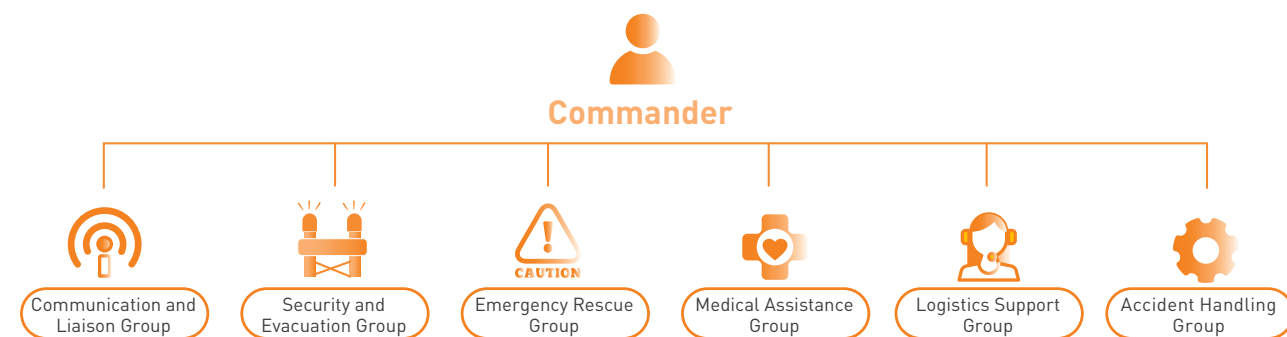 Commander
CAUTION
Communication and
Liaison Group
Security and
Evacuation Group
Emergency Rescue
Group
Medical Assistance
Group
Logistics Support
Group
Accident Handling
Group